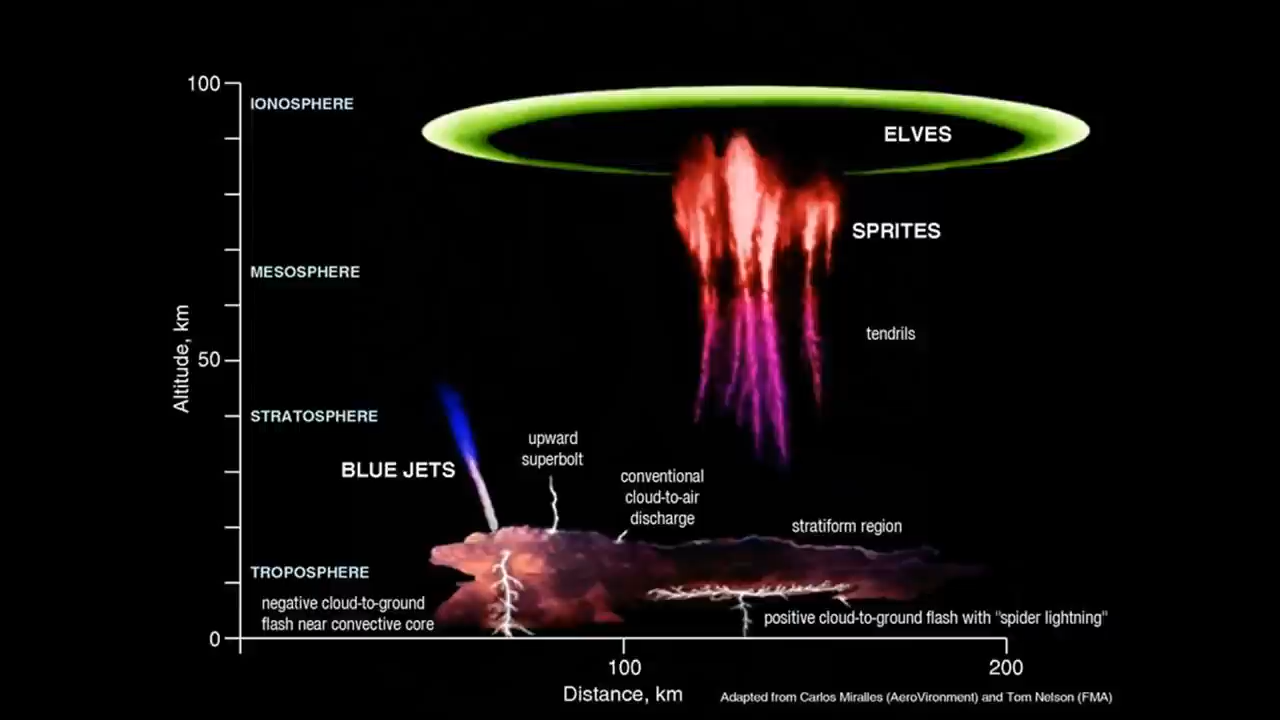 100
IONOSPHERE
ELVES
SPRITES
MESOSPHERE
tendrils
Altitude, km
50
STRATOSPHERE
upward
superbolt
BLUE JETS
conventional
cloud-to-air
discharge
stratiform region
TROPOSPHERE
negative cloud-to-ground
flash near convective core
positive cloud-to-ground flash with "spider lightning"
0
100
200
Distance, km
Adapted from Carlos Miralles (AeroVironment) and Tom Nelson (FMA)